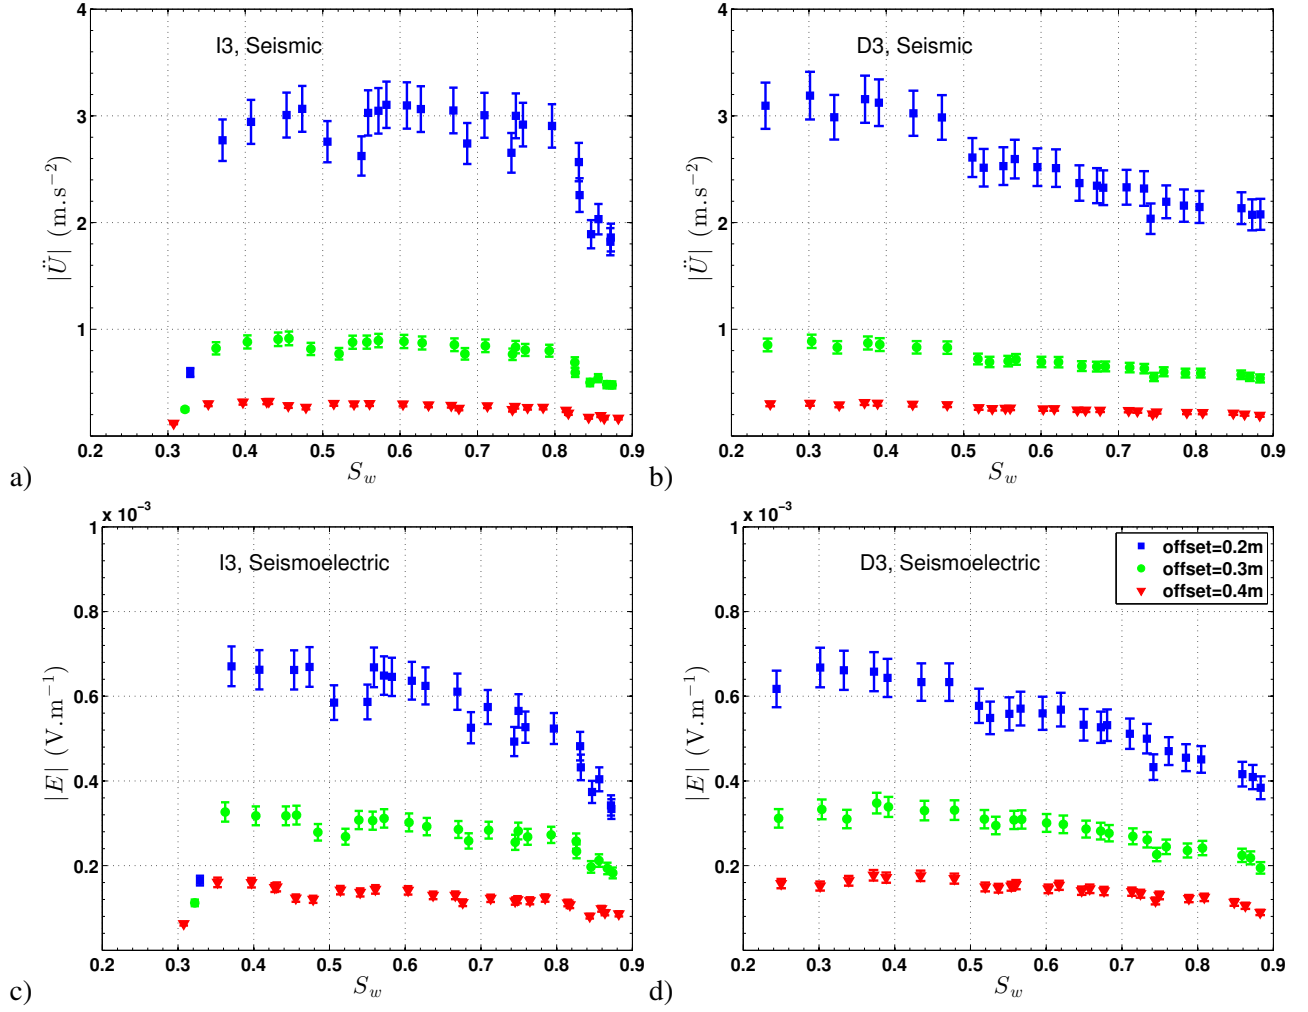 I3, Seismic
|Ü| (m.s⁻²)
4
3
2
1
0.2 0.3 0.4 0.5 0.6 0.7 0.8 0.9
S_w
a)
D3, Seismic
|Ü| (m.s⁻²)
4
3
2
1
0.2 0.3 0.4 0.5 0.6 0.7 0.8 0.9
S_w
b)
x 10⁻³
I3, Seismoelectric
|E| (V.m⁻¹)
1
0.8
0.6
0.4
0.2
0.2 0.3 0.4 0.5 0.6 0.7 0.8 0.9
S_w
c)
x 10⁻³
D3, Seismoelectric
offset=0.2m
offset=0.3m
offset=0.4m
|E| (V.m⁻¹)
1
0.8
0.6
0.4
0.2
0.2 0.3 0.4 0.5 0.6 0.7 0.8 0.9
S_w
d)